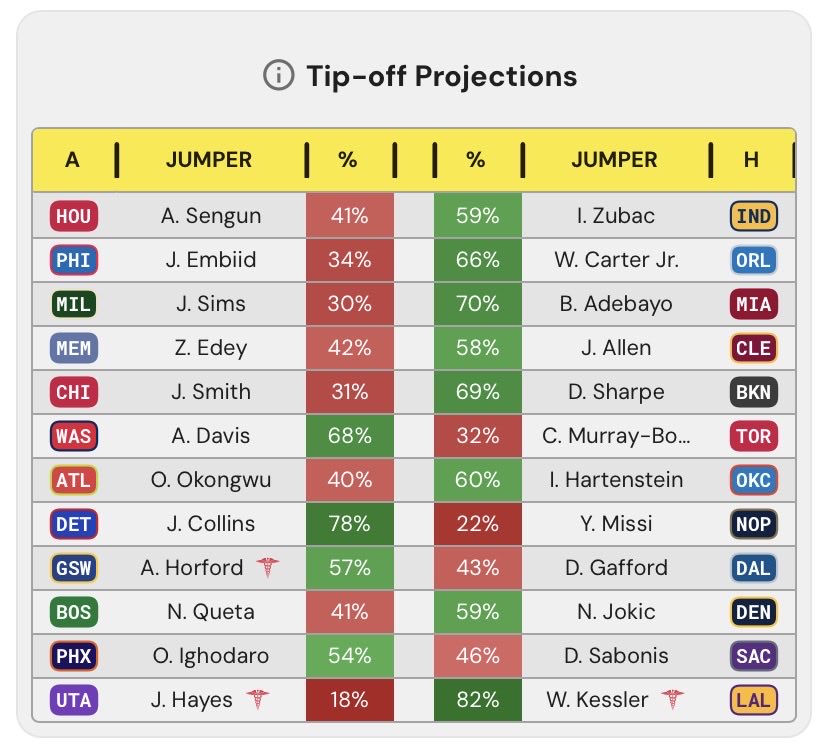 Tip-off Projections
A JUMPER % % JUMPER H
HOU A. Sengun 41% 59% I. Zubac IND
PHI J. Embiid 34% 66% W. Carter Jr. ORL
MIL J. Sims 30% 70% B. Adebayo MIA
MEM Z. Edey 42% 58% J. Allen CLE
CHI J. Smith 31% 69% D. Sharpe BKN
WAS A. Davis 68% 32% C. Murray-Bo... TOR
ATL O. Okongwu 40% 60% I. Hartenstein OKC
DET J. Collins 78% 22% Y. Missi NOP
GSW A. Horford 57% 43% D. Gafford DAL
BOS N. Queta 41% 59% N. Jokic DEN
PHX O. Ighodaro 54% 46% D. Sabonis SAC
UTA J. Hayes 18% 82% W. Kessler LAL